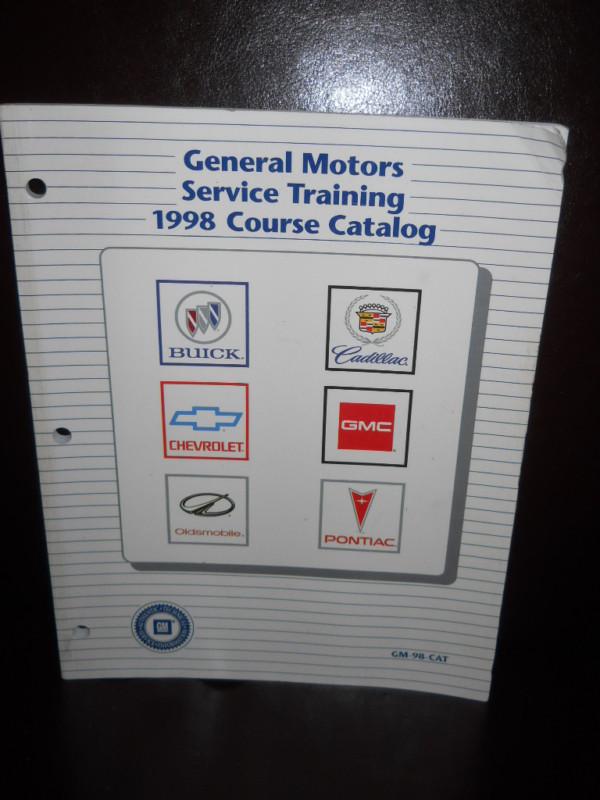 General Motors
Service Training
1998 Course Catalog
BUICK
Cadillac
CHEVROLET
GMC
Oldsmobile
PONTIAC
GM
GM-98-CAT